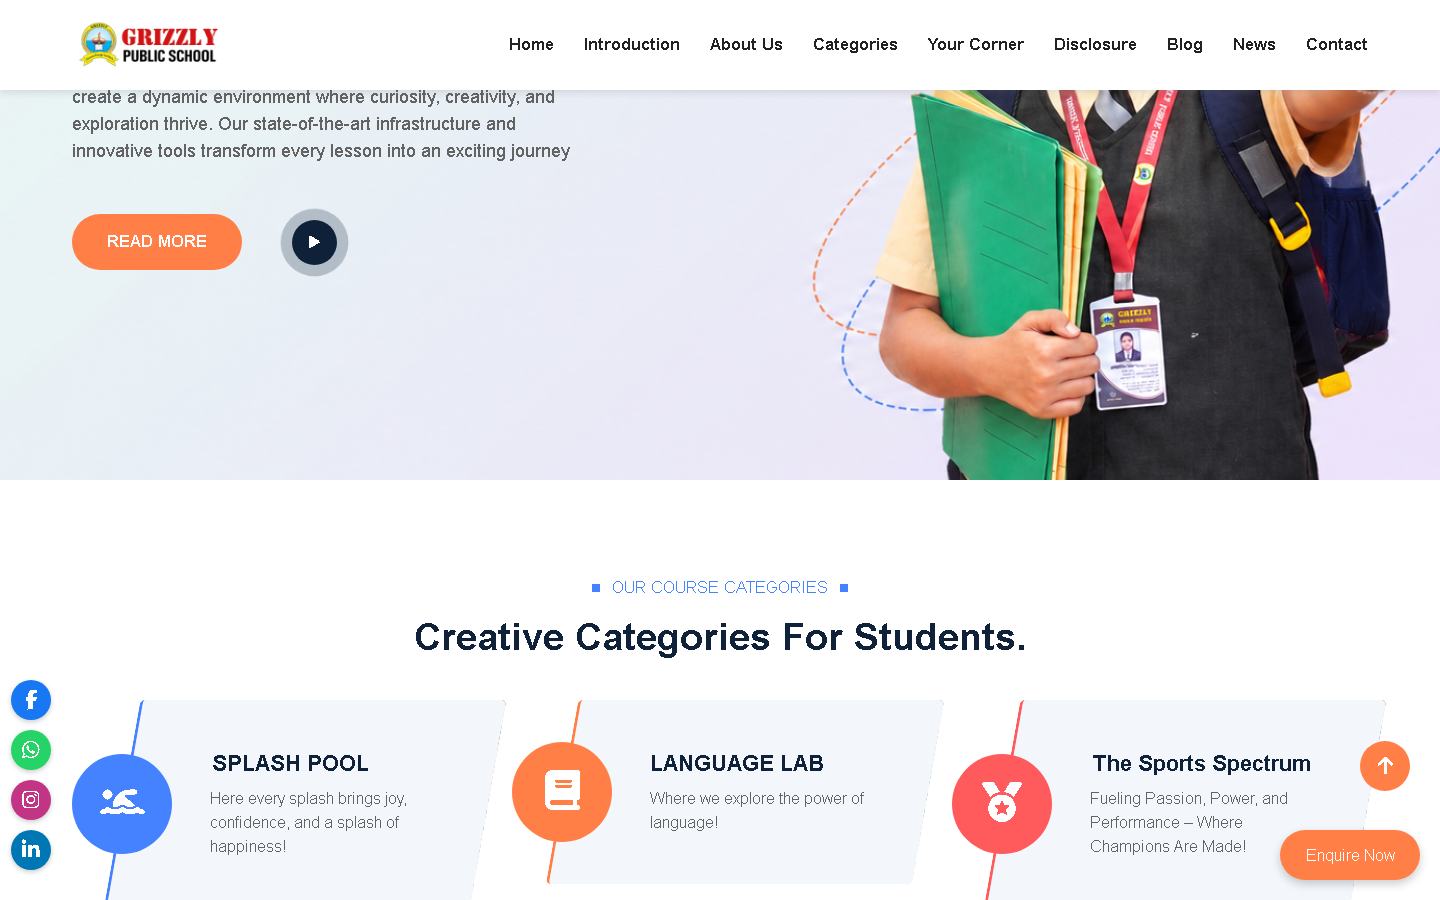 GRIZZLY
PUBLIC SCHOOL
Home
Introduction
About Us
Categories
Your Corner
Disclosure
Blog
News
Contact
create a dynamic environment where curiosity, creativity, and
exploration thrive. Our state-of-the-art infrastructure and
innovative tools transform every lesson into an exciting journey
READ MORE
GRIZZLY
OUR COURSE CATEGORIES
Creative Categories For Students.
SPLASH POOL
Here every splash brings joy,
confidence, and a splash of
happiness!
LANGUAGE LAB
Where we explore the power of
language!
The Sports Spectrum
Fueling Passion, Power, and
Performance – Where
Champions Are Made!
Enquire Now